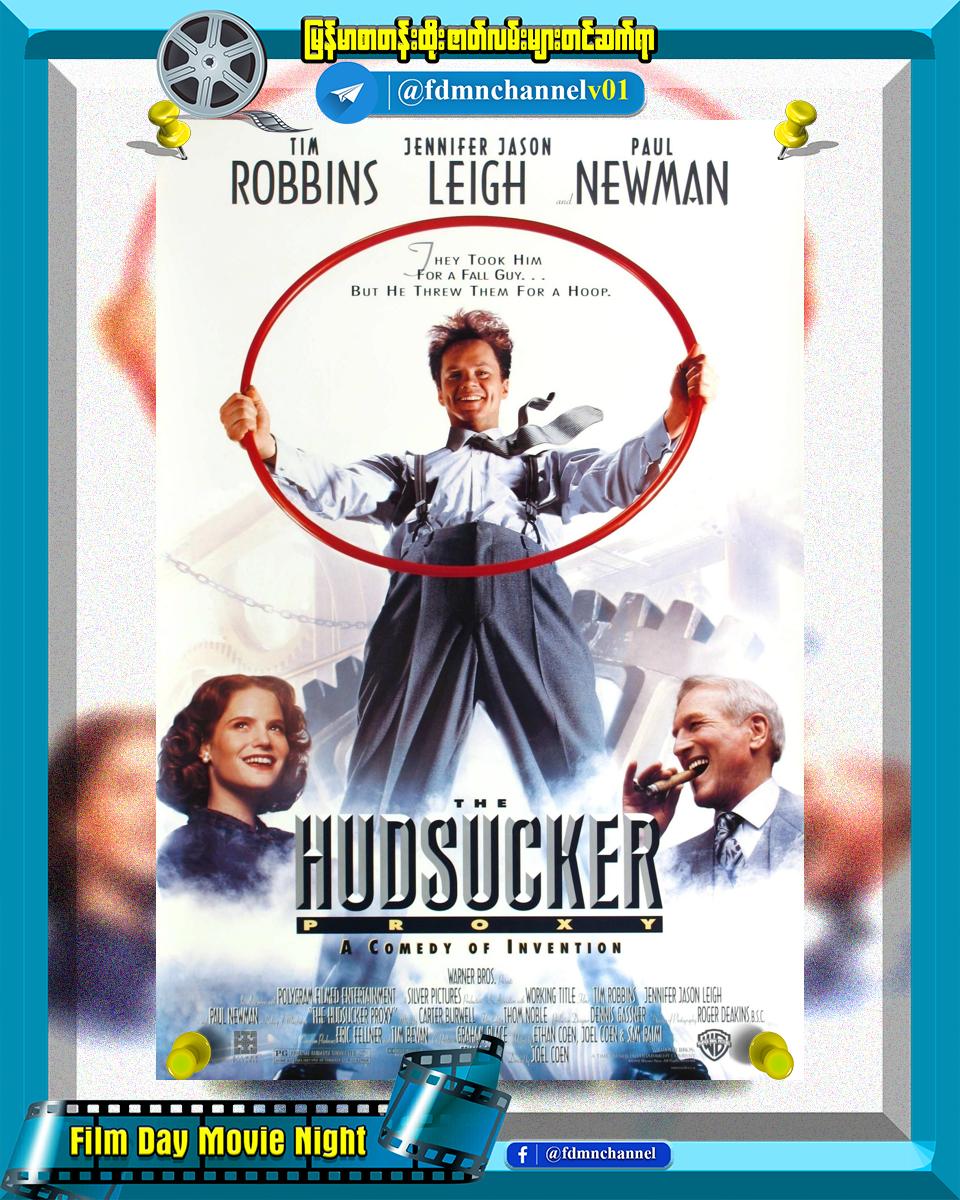 မြန်မာစာတန်းထိုးဇာတ်လမ်းများတင်ဆက်ရာ
@fdmnchannelv01
TIM JENNIFER JASON PAUL
ROBBINS LEIGH and NEWMAN
THEY TOOK HIM
FOR A FALL GUY. . .
BUT HE THREW THEM FOR A HOOP.
THE
HUDSUCKER
PROXY
A COMEDY OF INVENTION
WARNER BROS.
POLYGRAM FILMED ENTERTAINMENT SILVER PICTURES WORKING TITLE TIM ROBBINS JENNIFER JASON LEIGH
PAUL NEWMAN "THE HUDSUCKER PROXY" CARTER BURWELL THOM NOBLE DENNIS GASSNER ROGER DEAKINS B.S.C.
ERIC FELLNER TIM BEVAN GRAHAM PLACE ETHAN COEN, JOEL COEN & SAM RAIMI
PG JOEL COEN
Film Day Movie Night
f @fdmnchannel